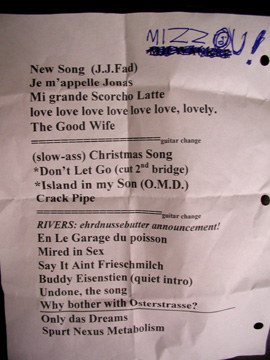 MIZZOU!
New Song (J.J.Fad)
Je m'appelle Jonas
Mi grande Scorcho Latte
love love love love love love, lovely.
The Good Wife
guitar change
(slow-ass) Christmas Song
*Don't Let Go (cut 2nd bridge)
*Island in my Son (O.M.D.)
Crack Pipe
guitar change
RIVERS: ehrdnussebutter announcement!
En Le Garage du poisson
Mired in Sex
Say It Aint Frieschmilch
Buddy Eisenstien (quiet intro)
Undone, the song
Why bother with Osterstrasse?
Only das Dreams
Spurt Nexus Metabolism